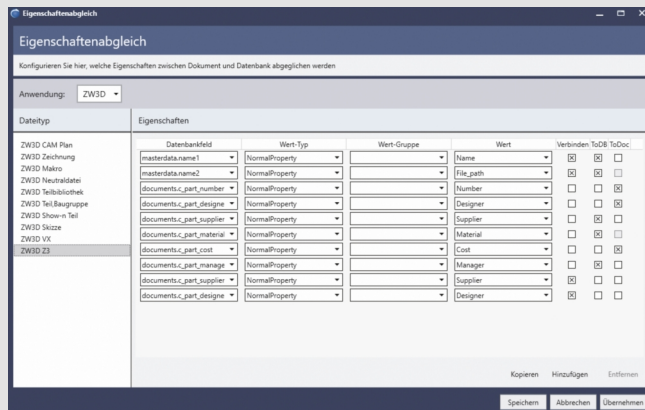 Eigenschaftenabgleich
Eigenschaftenabgleich
Konfigurieren Sie hier, welche Eigenschaften zwischen Dokument und Datenbank abgeglichen werden
Anwendung: ZW3D
Dateityp
Eigenschaften
ZW3D CAM Plan
ZW3D Zeichnung
ZW3D Makro
ZW3D Neutraldatei
ZW3D Teilbibliothek
ZW3D Teil,Baugruppe
ZW3D Show-n Teil
ZW3D Skizze
ZW3D VX
ZW3D Z3
Datenbankfeld Wert-Typ Wert-Gruppe Wert Verbinden ToDB ToDoc
masterdata.name1 NormalProperty Name
masterdata.name2 NormalProperty File_path
documents.c_part_number NormalProperty Number
documents.c_part_designe NormalProperty Designer
documents.c_part_supplier NormalProperty Supplier
documents.c_part_material NormalProperty Material
documents.c_part_cost NormalProperty Cost
documents.c_part_manage NormalProperty Manager
documents.c_part_supplier NormalProperty Supplier
documents.c_part_designe NormalProperty Designer
Kopieren Hinzufügen Entfernen
Speichern Abbrechen Übernehmen